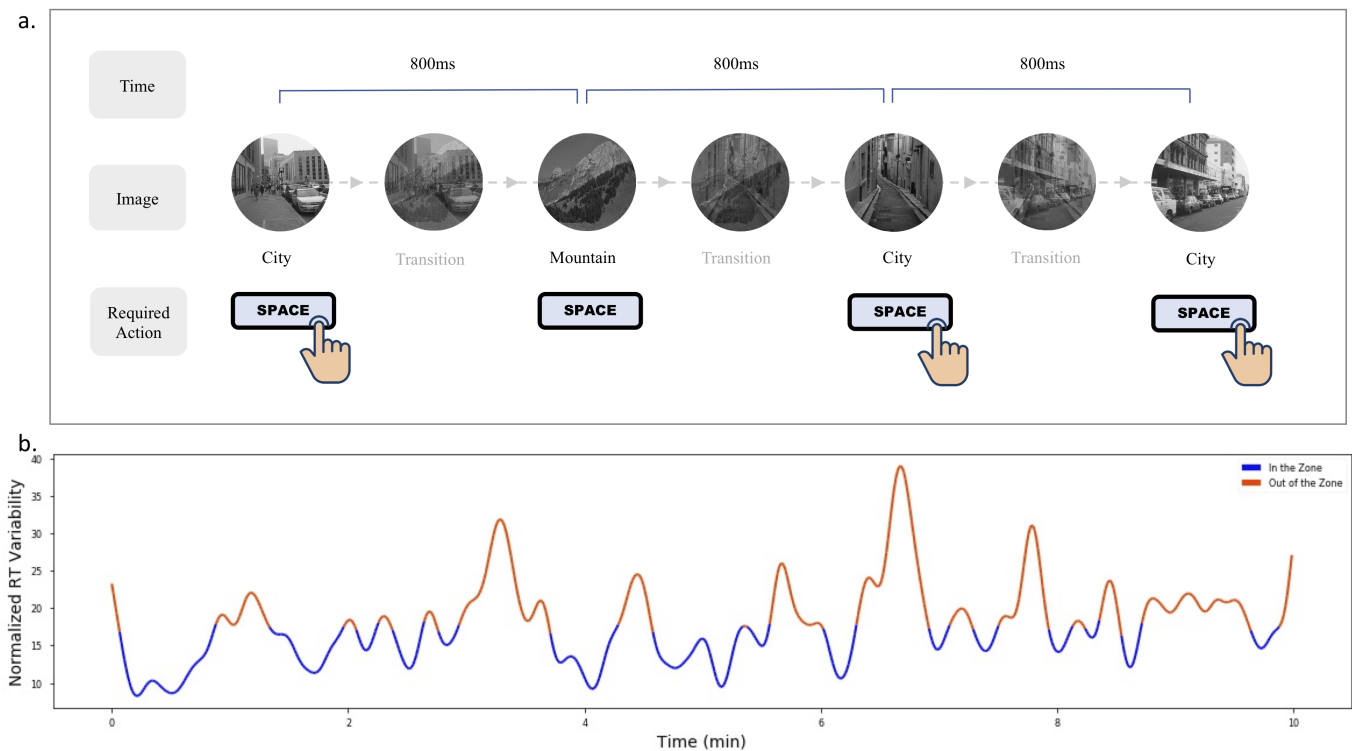 a.
Time
800ms
800ms
800ms
Image
City
Transition
Mountain
Transition
City
Transition
City
Required
Action
SPACE
SPACE
SPACE
SPACE
b.
Normalized RT Variability
40
35
30
25
20
15
10
In the Zone
Out of the Zone
0
2
4
6
8
10
Time (min)